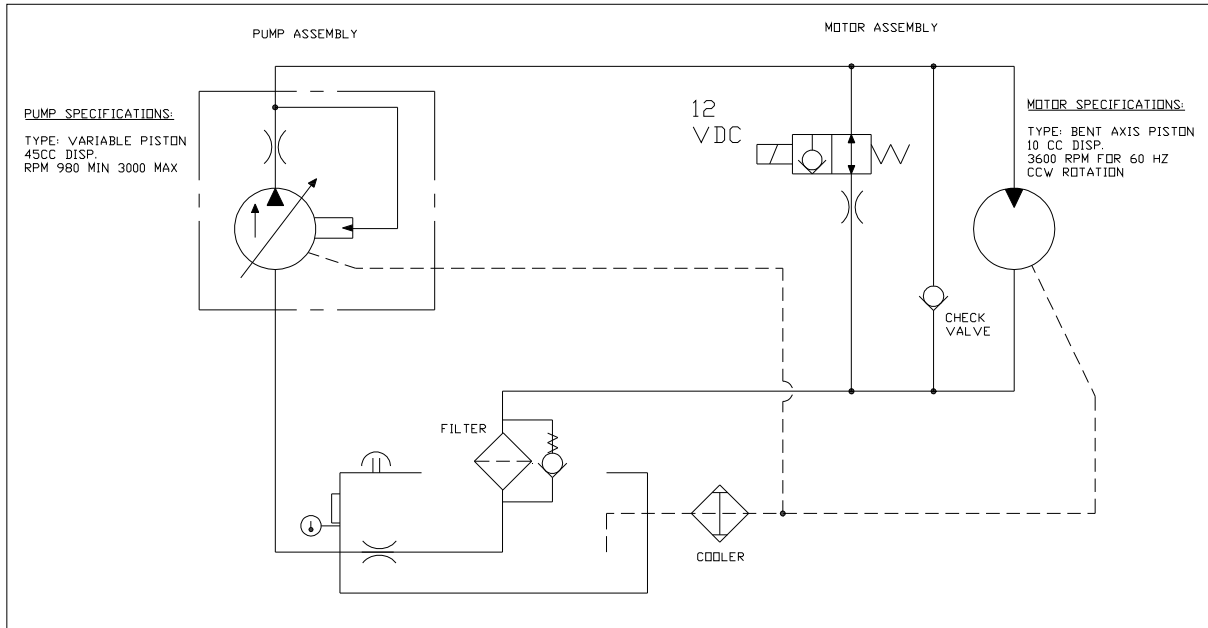 PUMP ASSEMBLY
MOTOR ASSEMBLY
PUMP SPECIFICATIONS:
TYPE: VARIABLE PISTON
45CC DISP.
RPM 980 MIN 3000 MAX
12
VDC
MOTOR SPECIFICATIONS:
TYPE: BENT AXIS PISTON
10 CC DISP.
3600 RPM FOR 60 HZ
CCW ROTATION
CHECK
VALVE
FILTER
COOLER